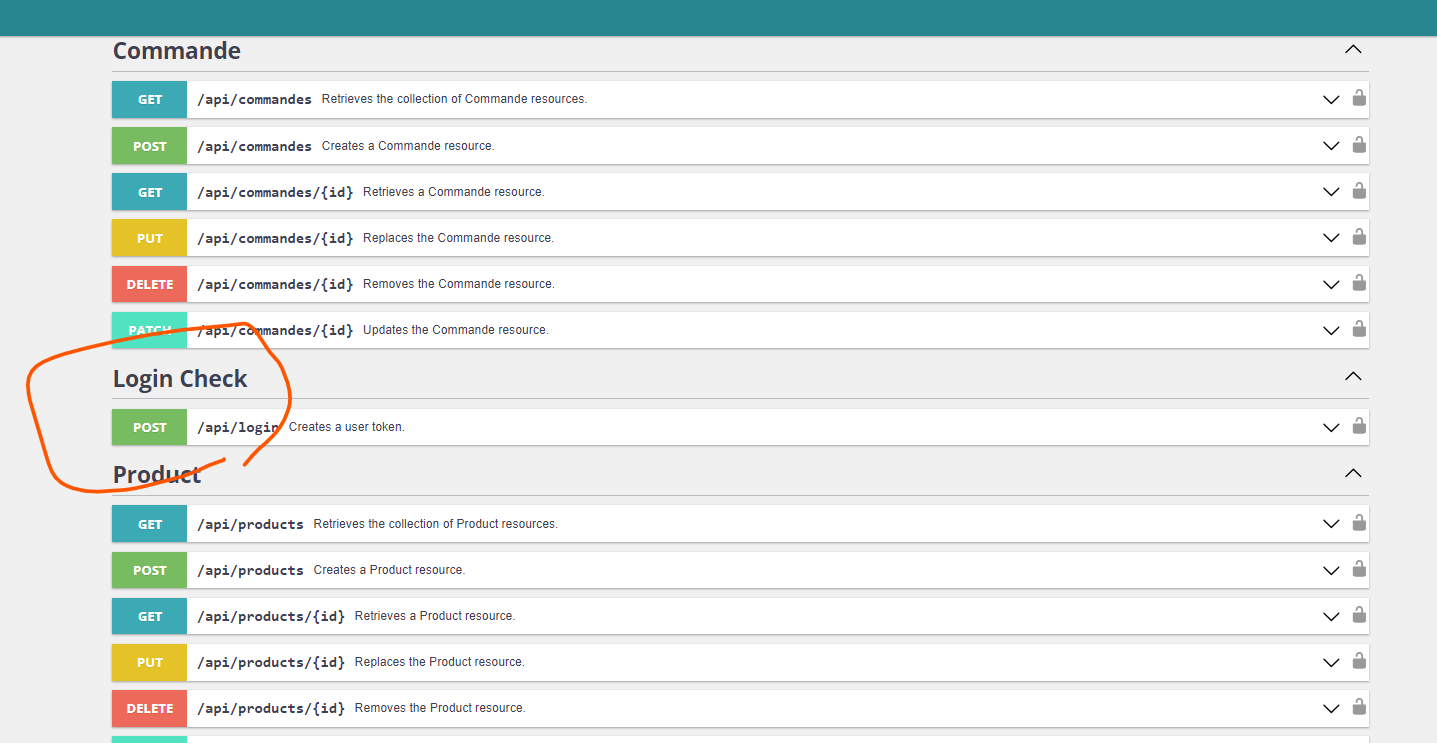 Commande
GET /api/commandes Retrieves the collection of Commande resources.
POST /api/commandes Creates a Commande resource.
GET /api/commandes/{id} Retrieves a Commande resource.
PUT /api/commandes/{id} Replaces the Commande resource.
DELETE /api/commandes/{id} Removes the Commande resource.
PATCH /api/commandes/{id} Updates the Commande resource.
Login Check
POST /api/login Creates a user token.
Product
GET /api/products Retrieves the collection of Product resources.
POST /api/products Creates a Product resource.
GET /api/products/{id} Retrieves a Product resource.
PUT /api/products/{id} Replaces the Product resource.
DELETE /api/products/{id} Removes the Product resource.